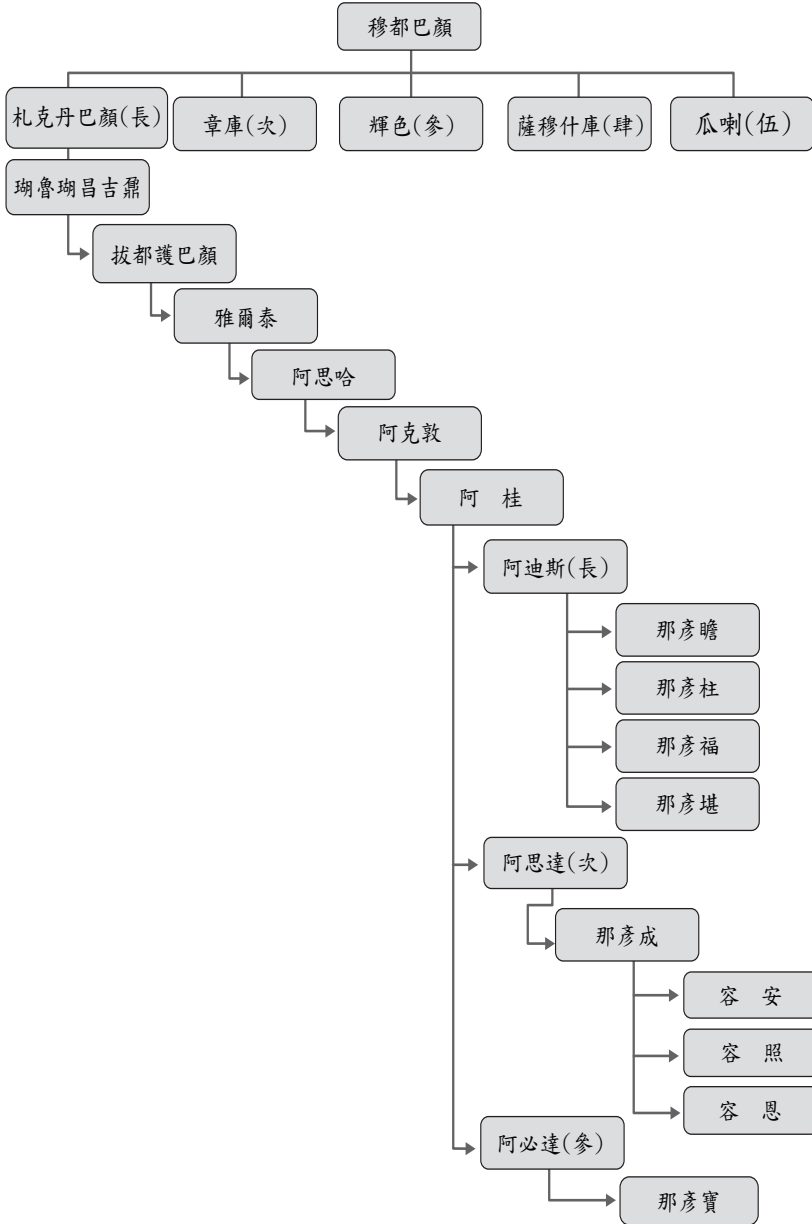 穆都巴顏
札克丹巴顏(長)
章庫(次)
輝色(參)
薩穆什庫(肆)
瓜喇(伍)
瑚魯瑚昌吉鼐
拔都護巴顏
雅爾泰
阿思哈
阿克敦
阿　桂
阿迪斯(長)
那彥瞻
那彥柱
那彥福
那彥堪
阿思達(次)
那彥成
容　安
容　照
容　恩
阿必達(參)
那彥寶